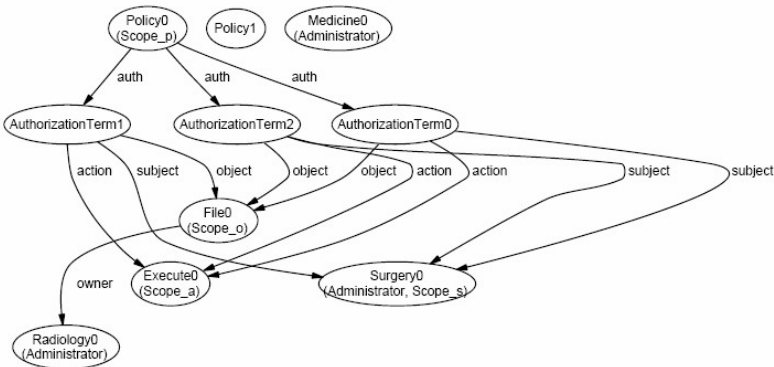 Policy0
(Scope_p)
Policy1
Medicine0
(Administrator)
auth
auth
auth
AuthorizationTerm1
AuthorizationTerm2
AuthorizationTerm0
action
subject
object
object
object
action
action
subject
subject
File0
(Scope_o)
owner
Execute0
(Scope_a)
Surgery0
(Administrator, Scope_s)
Radiology0
(Administrator)